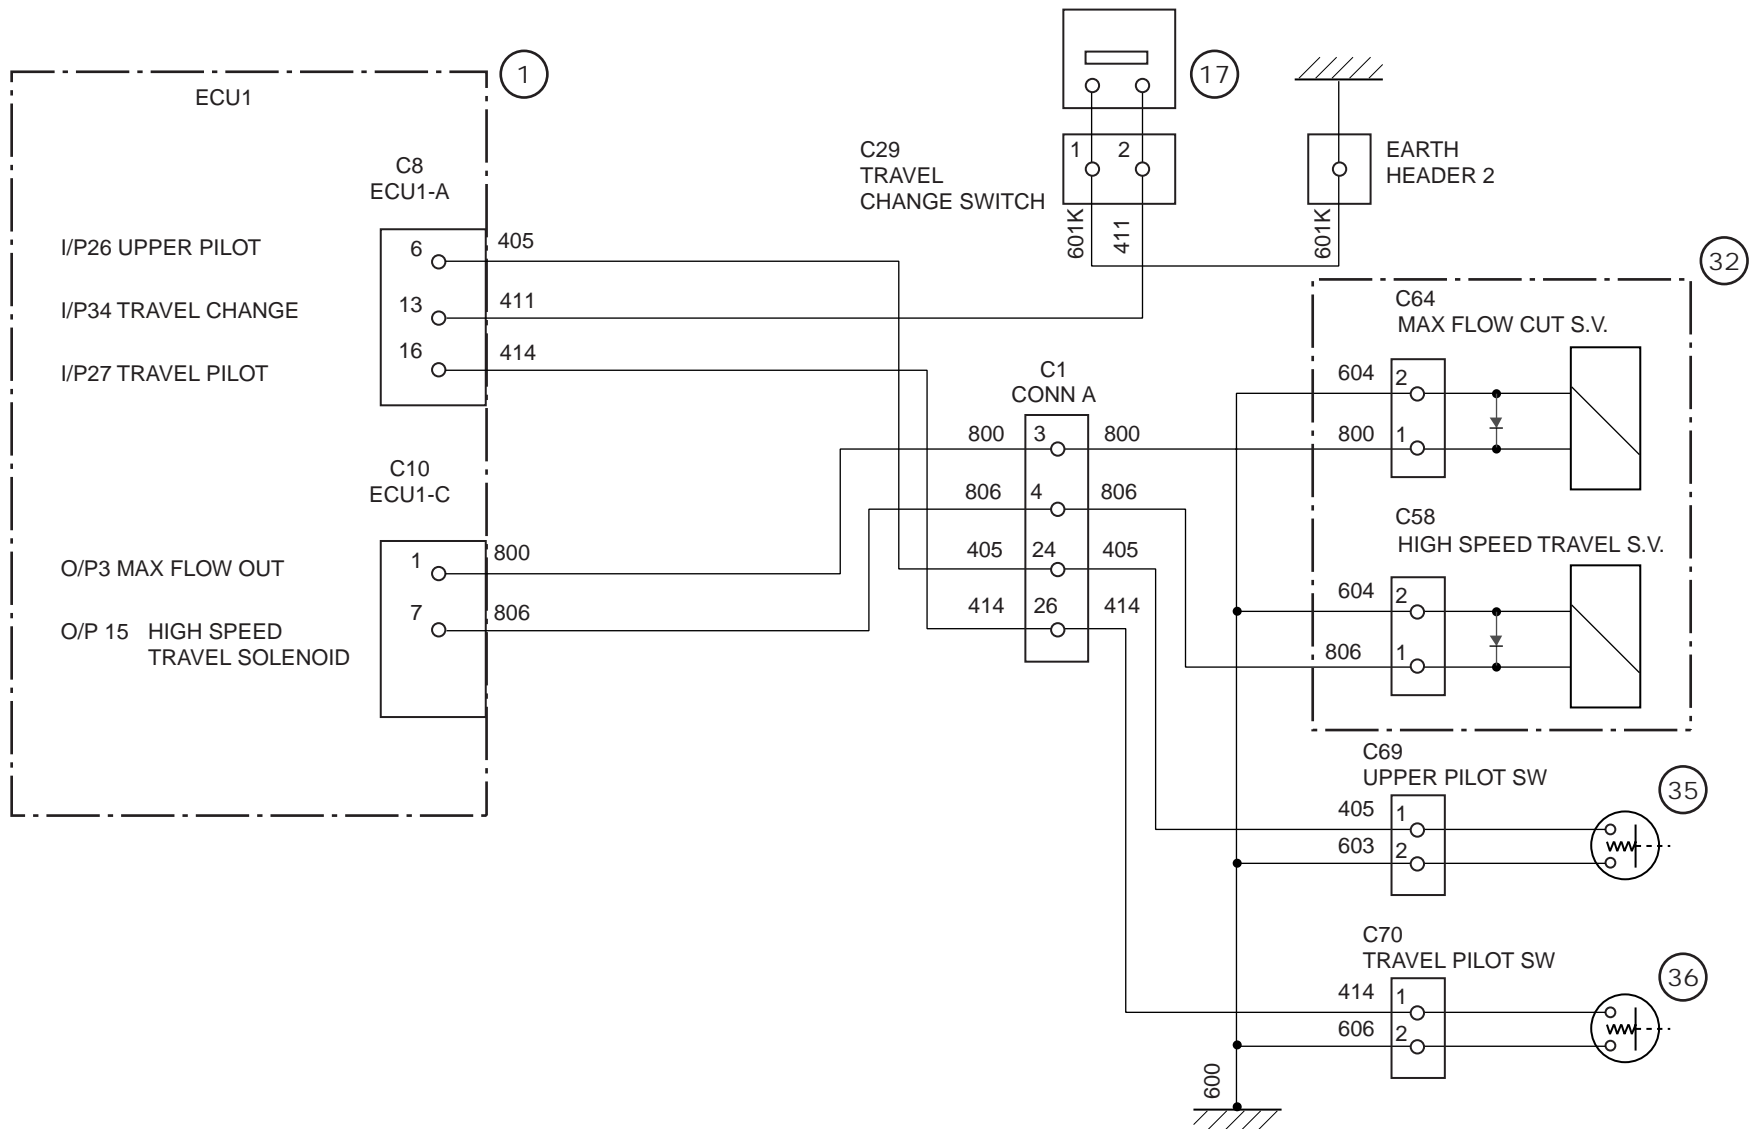 1
17
ECU1
C8
ECU1-A
I/P26 UPPER PILOT
6
405
I/P34 TRAVEL CHANGE
13
411
I/P27 TRAVEL PILOT
16
414
C10
ECU1-C
O/P3 MAX FLOW OUT
1
800
O/P 15 HIGH SPEED
TRAVEL SOLENOID
7
806
C29
TRAVEL
CHANGE SWITCH
1 2
601K
411
601K
EARTH
HEADER 2
C1
CONN A
800 3 800
806 4 806
405 24 405
414 26 414
32
C64
MAX FLOW CUT S.V.
604 2
800 1
C58
HIGH SPEED TRAVEL S.V.
604 2
806 1
C69
UPPER PILOT SW
35
405 1
603 2
C70
TRAVEL PILOT SW
36
414 1
606 2
600